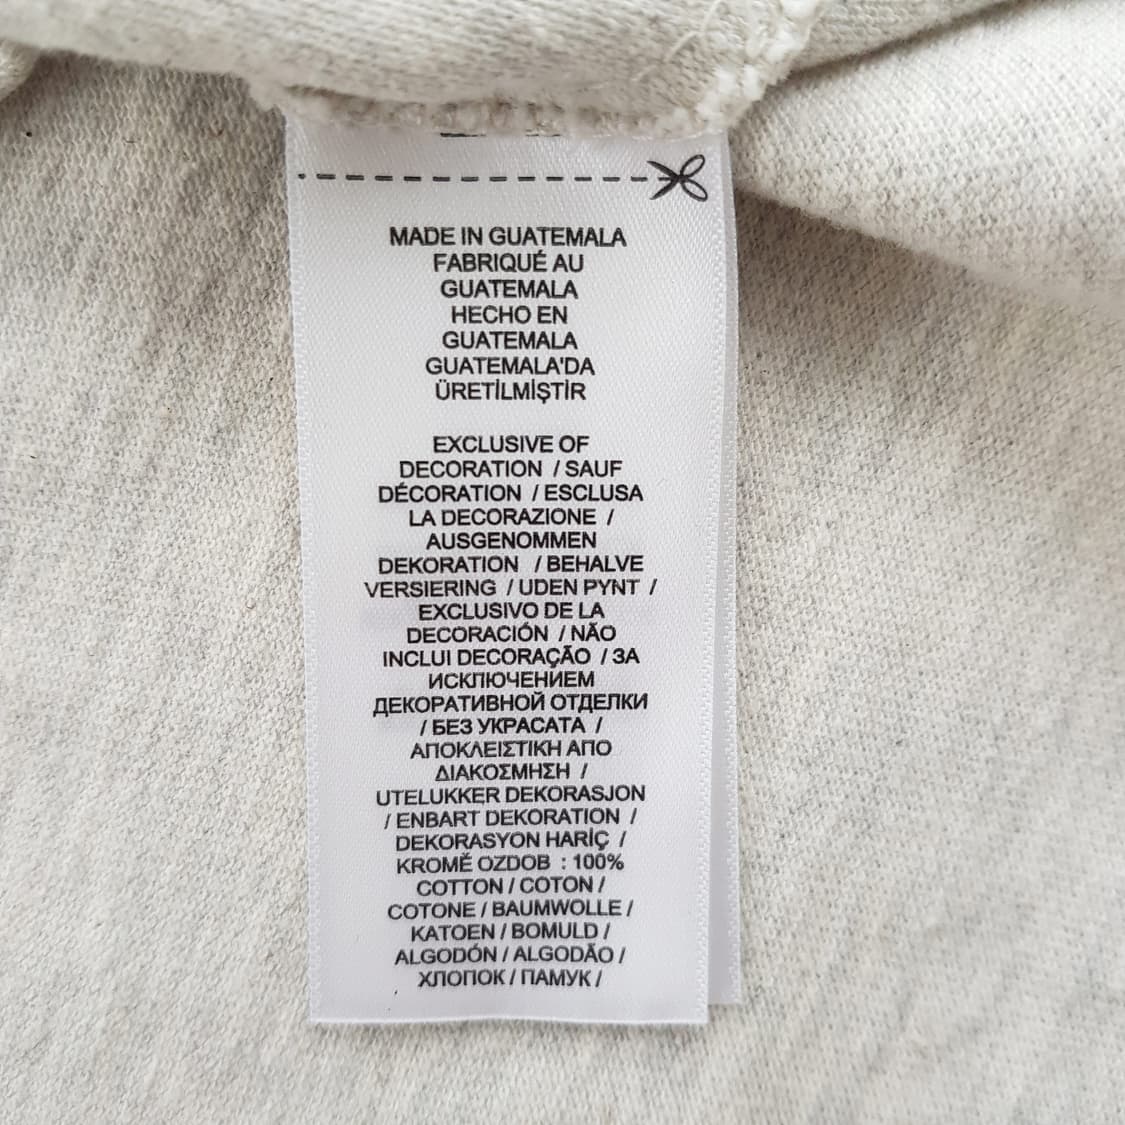 MADE IN GUATEMALA
FABRIQUÉ AU
GUATEMALA
HECHO EN
GUATEMALA
GUATEMALA'DA
ÜRETİLMİŞTİR
EXCLUSIVE OF
DECORATION / SAUF
DÉCORATION / ESCLUSA
LA DECORAZIONE /
AUSGENOMMEN
DEKORATION / BEHALVE
VERSIERING / UDEN PYNT /
EXCLUSIVO DE LA
DECORACIÓN / NÃO
INCLUI DECORAÇÃO / ЗА
ИСКЛЮЧЕНИЕМ
ДЕКОРАТИВНОЙ ОТДЕЛКИ
/ БЕЗ УКРАСАТА /
ΑΠΟΚΛΕΙΣΤΙΚΗ ΑΠΟ
ΔΙΑΚΟΣΜΗΣΗ /
UTELUKKER DEKORASJON
/ ENBART DEKORATION /
DEKORASYON HARİÇ /
KROMĚ OZDOB : 100%
COTTON / COTON /
COTONE / BAUMWOLLE /
KATOEN / BOMULD /
ALGODÓN / ALGODÃO /
ХЛОПОК / ПАМУК /